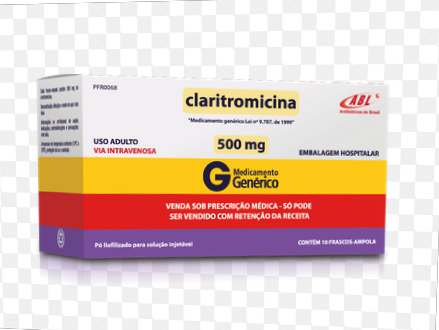 PFR0068
claritromicina
"Medicamento genérico Lei nº 9.787, de 1999"
ABL
Antibióticos do Brasil
500 mg
USO ADULTO
VIA INTRAVENOSA
EMBALAGEM HOSPITALAR
G Medicamento
Genérico
VENDA SOB PRESCRIÇÃO MÉDICA - SÓ PODE
SER VENDIDO COM RETENÇÃO DA RECEITA
Pó liofilizado para solução injetável
CONTÉM 10 FRASCOS-AMPOLA